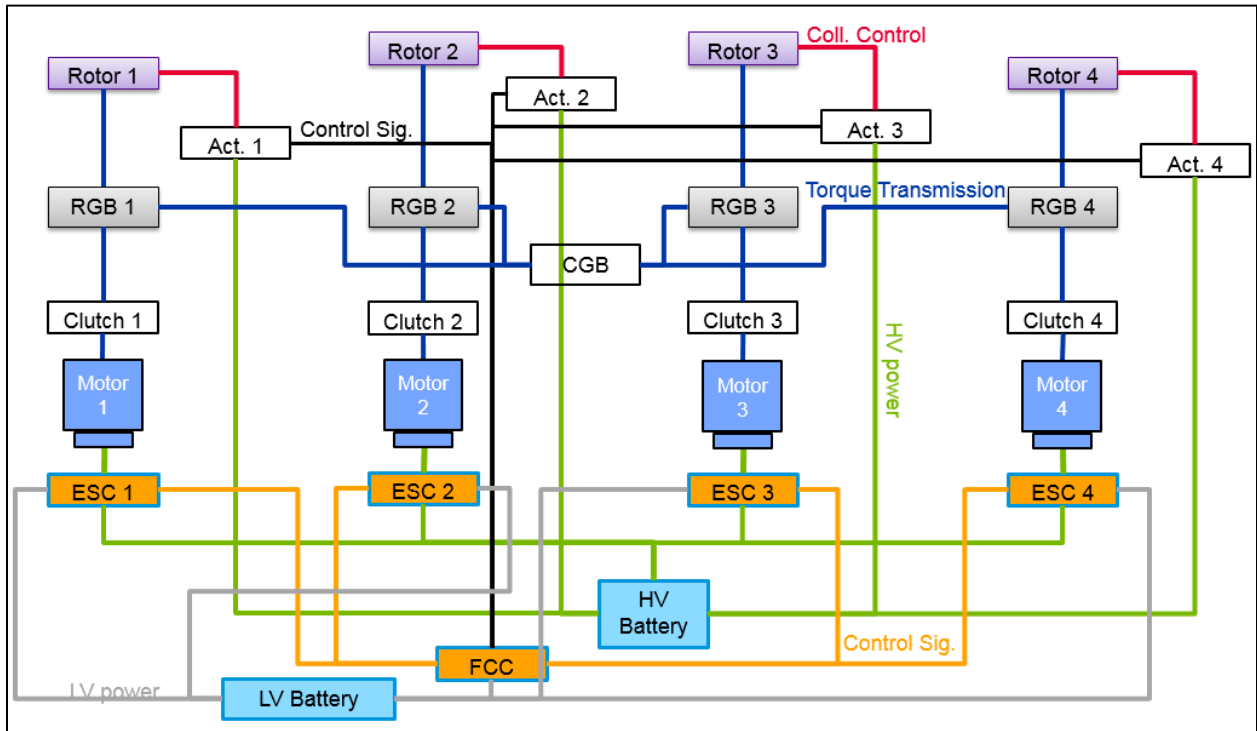 Rotor 1
Rotor 2
Rotor 3
Coll. Control
Rotor 4
Act. 1
Control Sig.
Act. 2
Act. 3
Act. 4
RGB 1
RGB 2
RGB 3
Torque Transmission
RGB 4
CGB
Clutch 1
Clutch 2
Clutch 3
HV power
Clutch 4
Motor
1
Motor
2
Motor
3
Motor
4
ESC 1
ESC 2
ESC 3
ESC 4
HV
Battery
Control Sig.
FCC
LV power
LV Battery